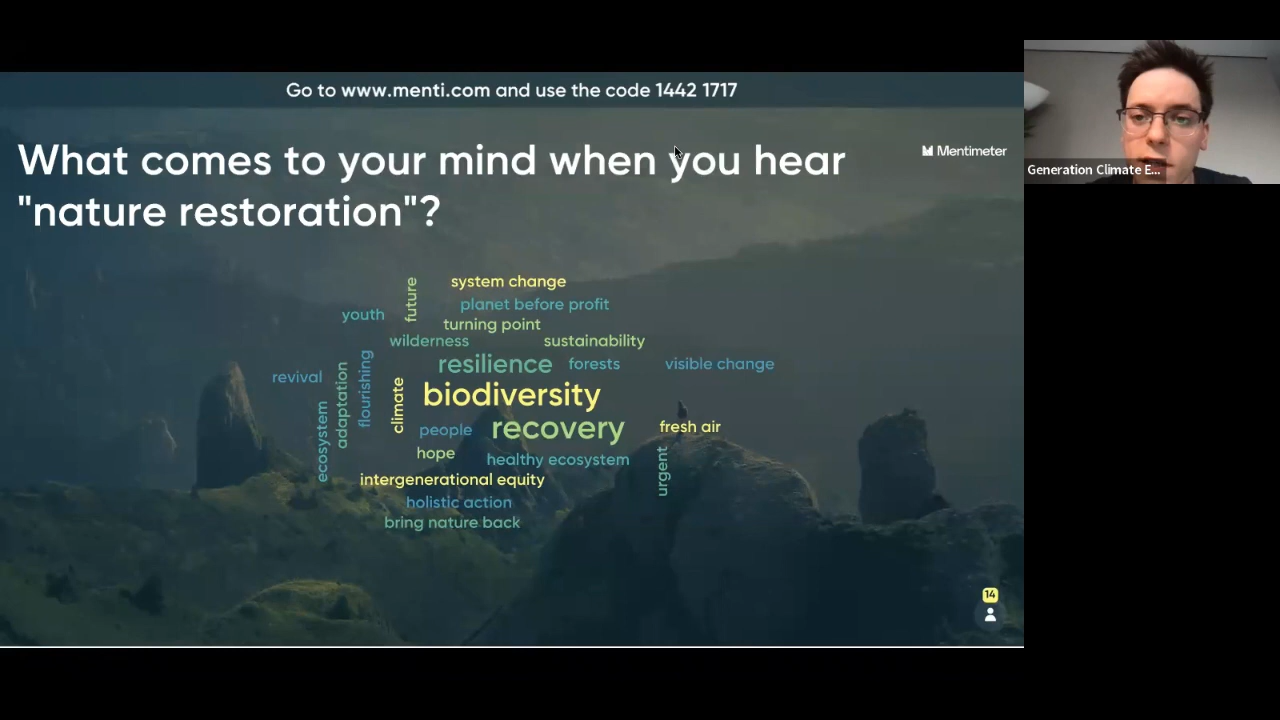 Go to www.menti.com and use the code 1442 1717
What comes to your mind when you hear
"nature restoration"?
Mentimeter
Generation Climate E...
system change
future
planet before profit
youth
turning point
wilderness
sustainability
resilience
forests
visible change
revival
adaptation
flourishing
climate
biodiversity
ecosystem
people
recovery
fresh air
hope
healthy ecosystem
urgent
intergenerational equity
holistic action
bring nature back
14